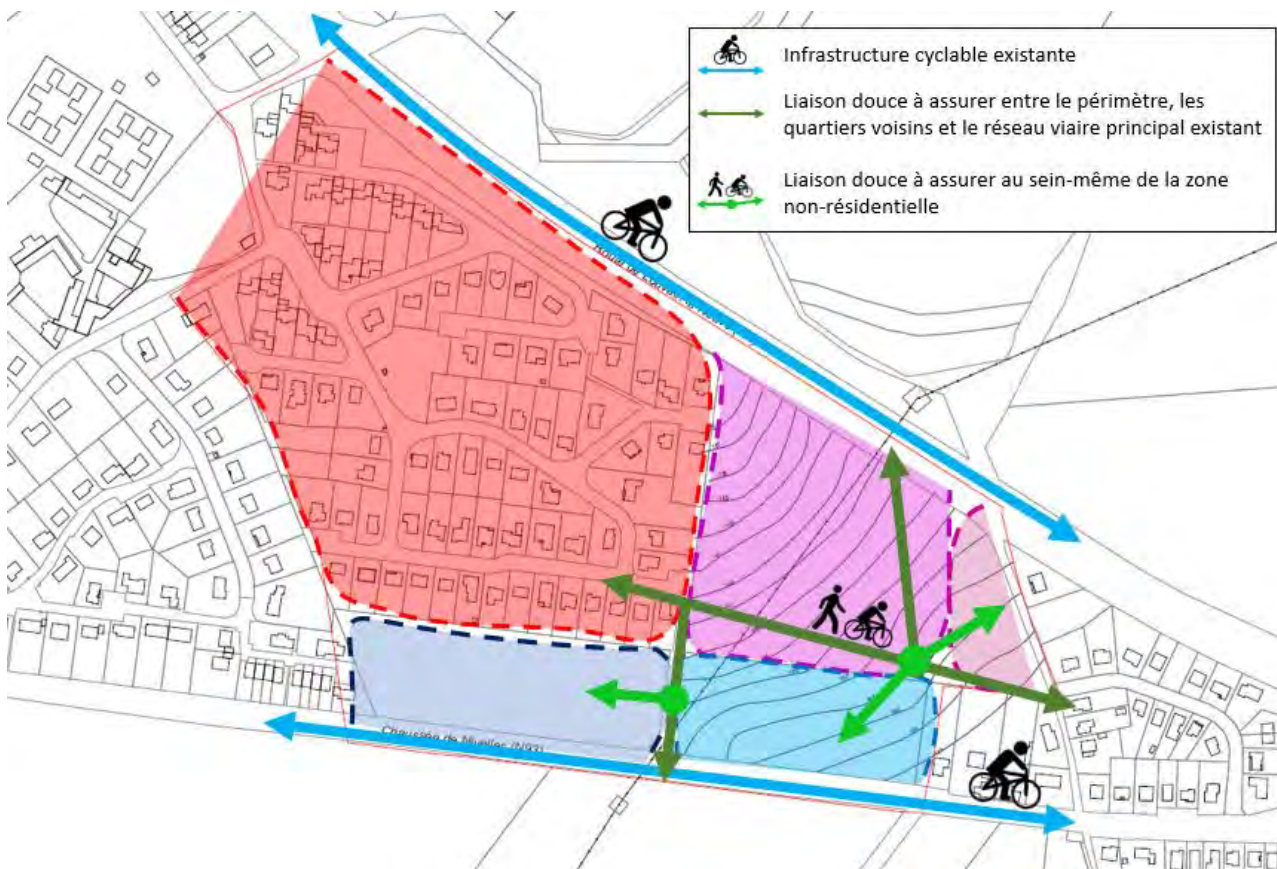 Infrastructure cyclable existante
Liaison douce à assurer entre le périmètre, les
quartiers voisins et le réseau viaire principal existant
Liaison douce à assurer au sein-même de la zone
non-résidentielle
Chaussée de Nivelles (N93)